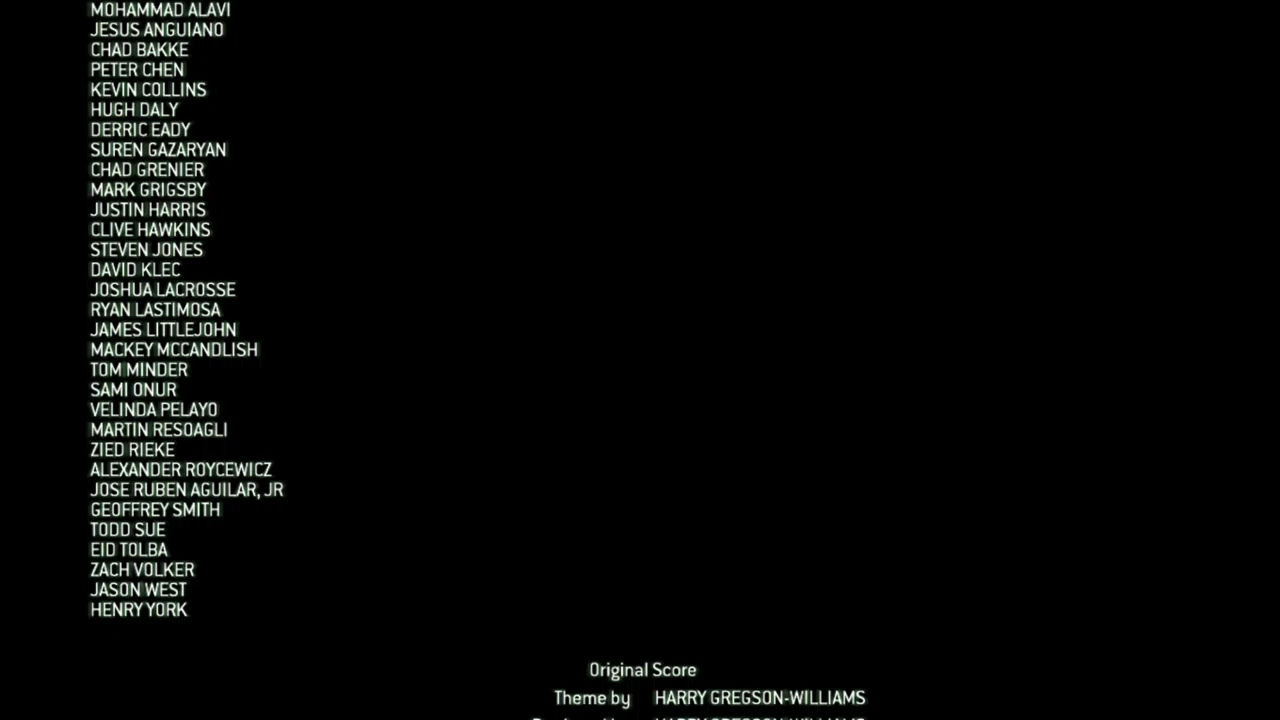 MOHAMMAD ALAVI
JESUS ANGUIANO
CHAD BAKKE
PETER CHEN
KEVIN COLLINS
HUGH DALY
DERRIC EADY
SUREN GAZARYAN
CHAD GRENIER
MARK GRIGSBY
JUSTIN HARRIS
CLIVE HAWKINS
STEVEN JONES
DAVID KLEC
JOSHUA LACROSSE
RYAN LASTIMOSA
JAMES LITTLEJOHN
MACKEY MCCANDLISH
TOM MINDER
SAMI ONUR
VELINDA PELAYO
MARTIN RESOAGLI
ZIED RIEKE
ALEXANDER ROYCEWICZ
JOSE RUBEN AGUILAR, JR
GEOFFREY SMITH
TODD SUE
EID TOLBA
ZACH VOLKER
JASON WEST
HENRY YORK
Original Score
Theme by HARRY GREGSON-WILLIAMS